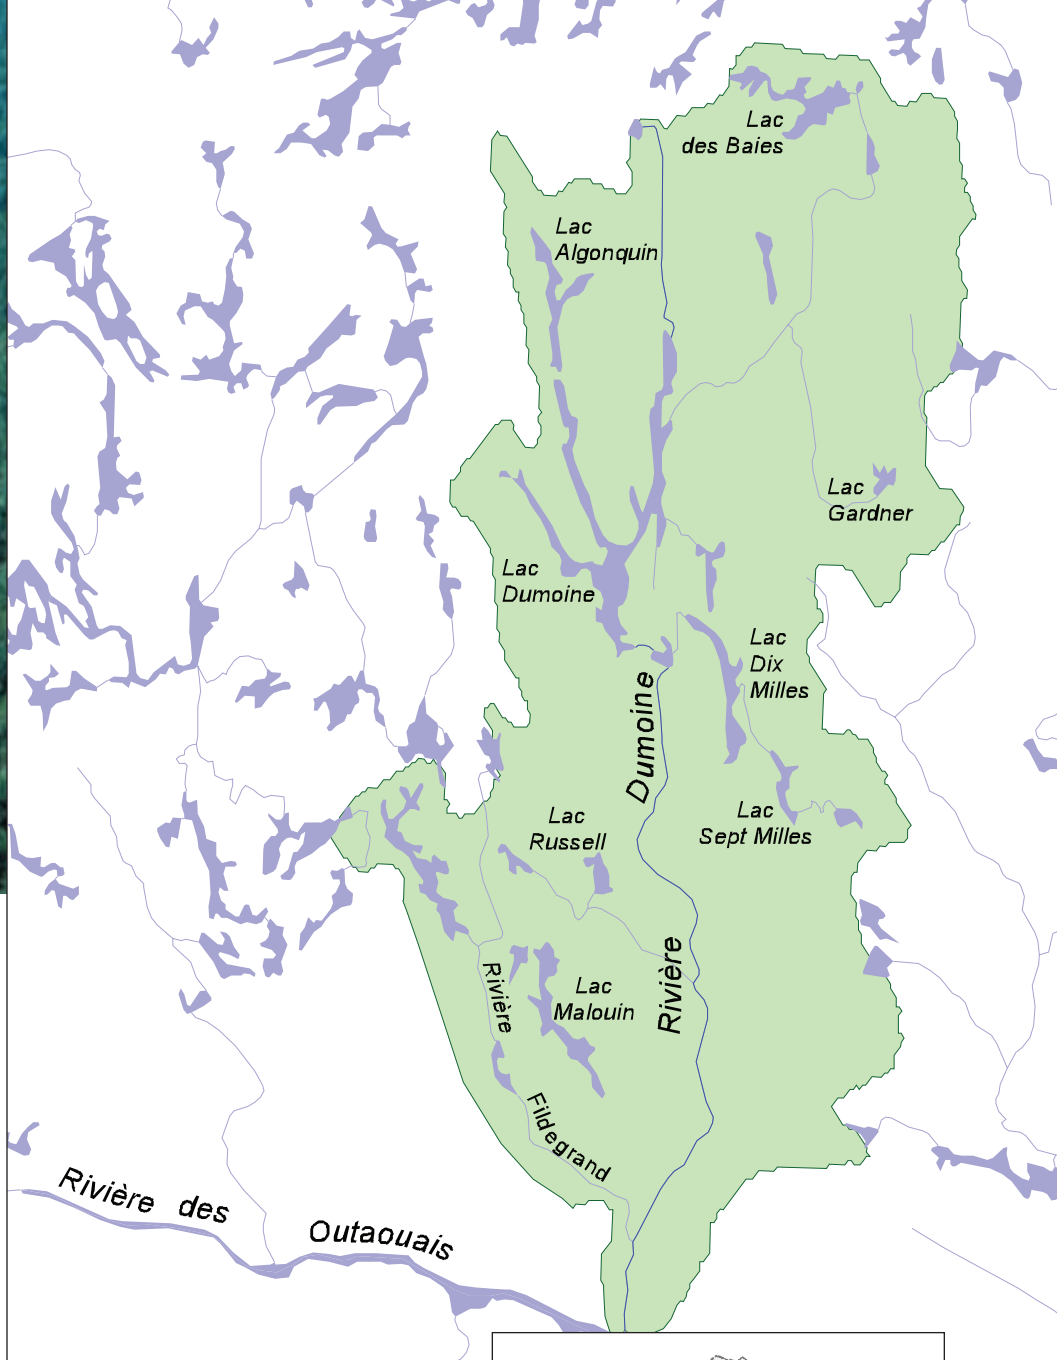 Lac
des Baies
Lac
Algonquin
Lac
Gardner
Lac
Dumoine
Lac
Dix
Milles
Rivière Dumoine
Lac
Sept Milles
Lac
Russell
Lac
Malouin
Rivière Fildegrand
Rivière des Outaouais